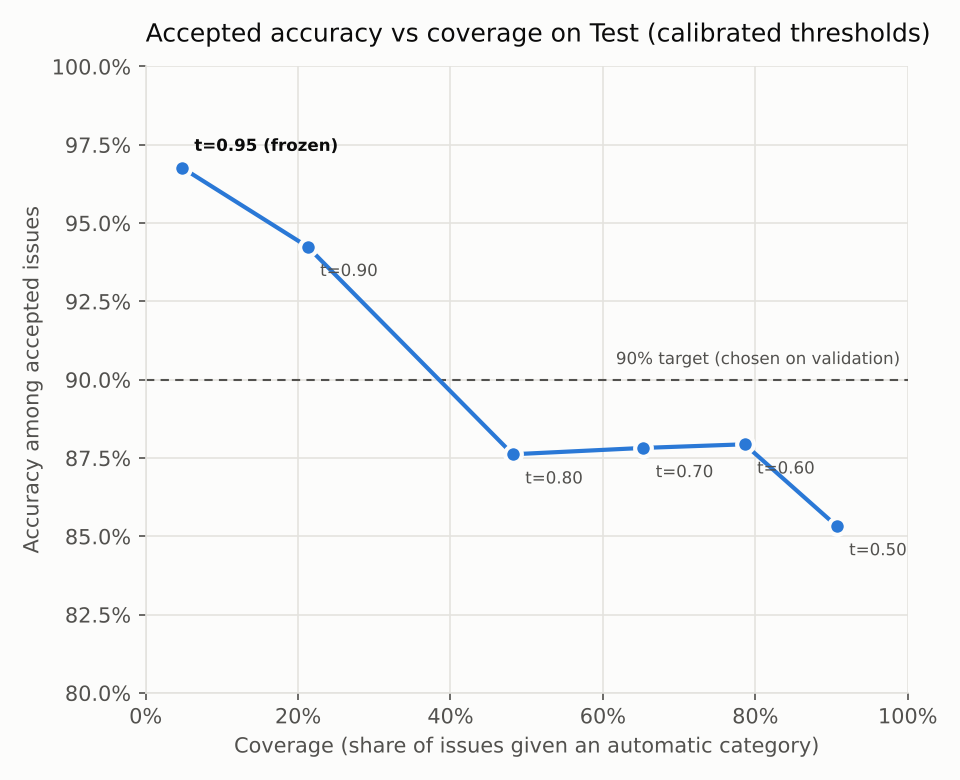 Accepted accuracy vs coverage on Test (calibrated thresholds)
100.0%
97.5%
95.0%
92.5%
90.0%
87.5%
85.0%
82.5%
80.0%
Accuracy among accepted issues
t=0.95 (frozen)
t=0.90
90% target (chosen on validation)
t=0.80
t=0.70
t=0.60
t=0.50
0%
20%
40%
60%
80%
100%
Coverage (share of issues given an automatic category)